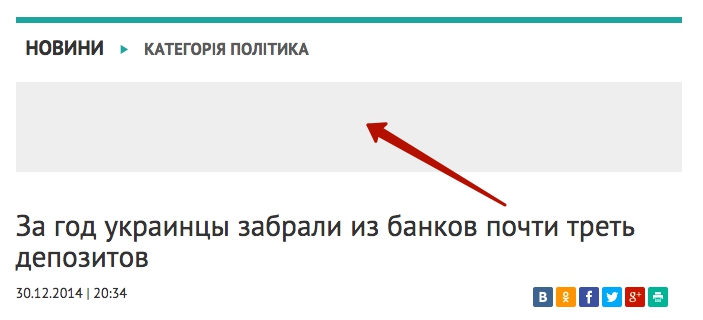 НОВИНИ ▸ КАТЕГОРІЯ ПОЛІТИКА
За год украинцы забрали из банков почти треть
депозитов
30.12.2014 | 20:34
B f g+